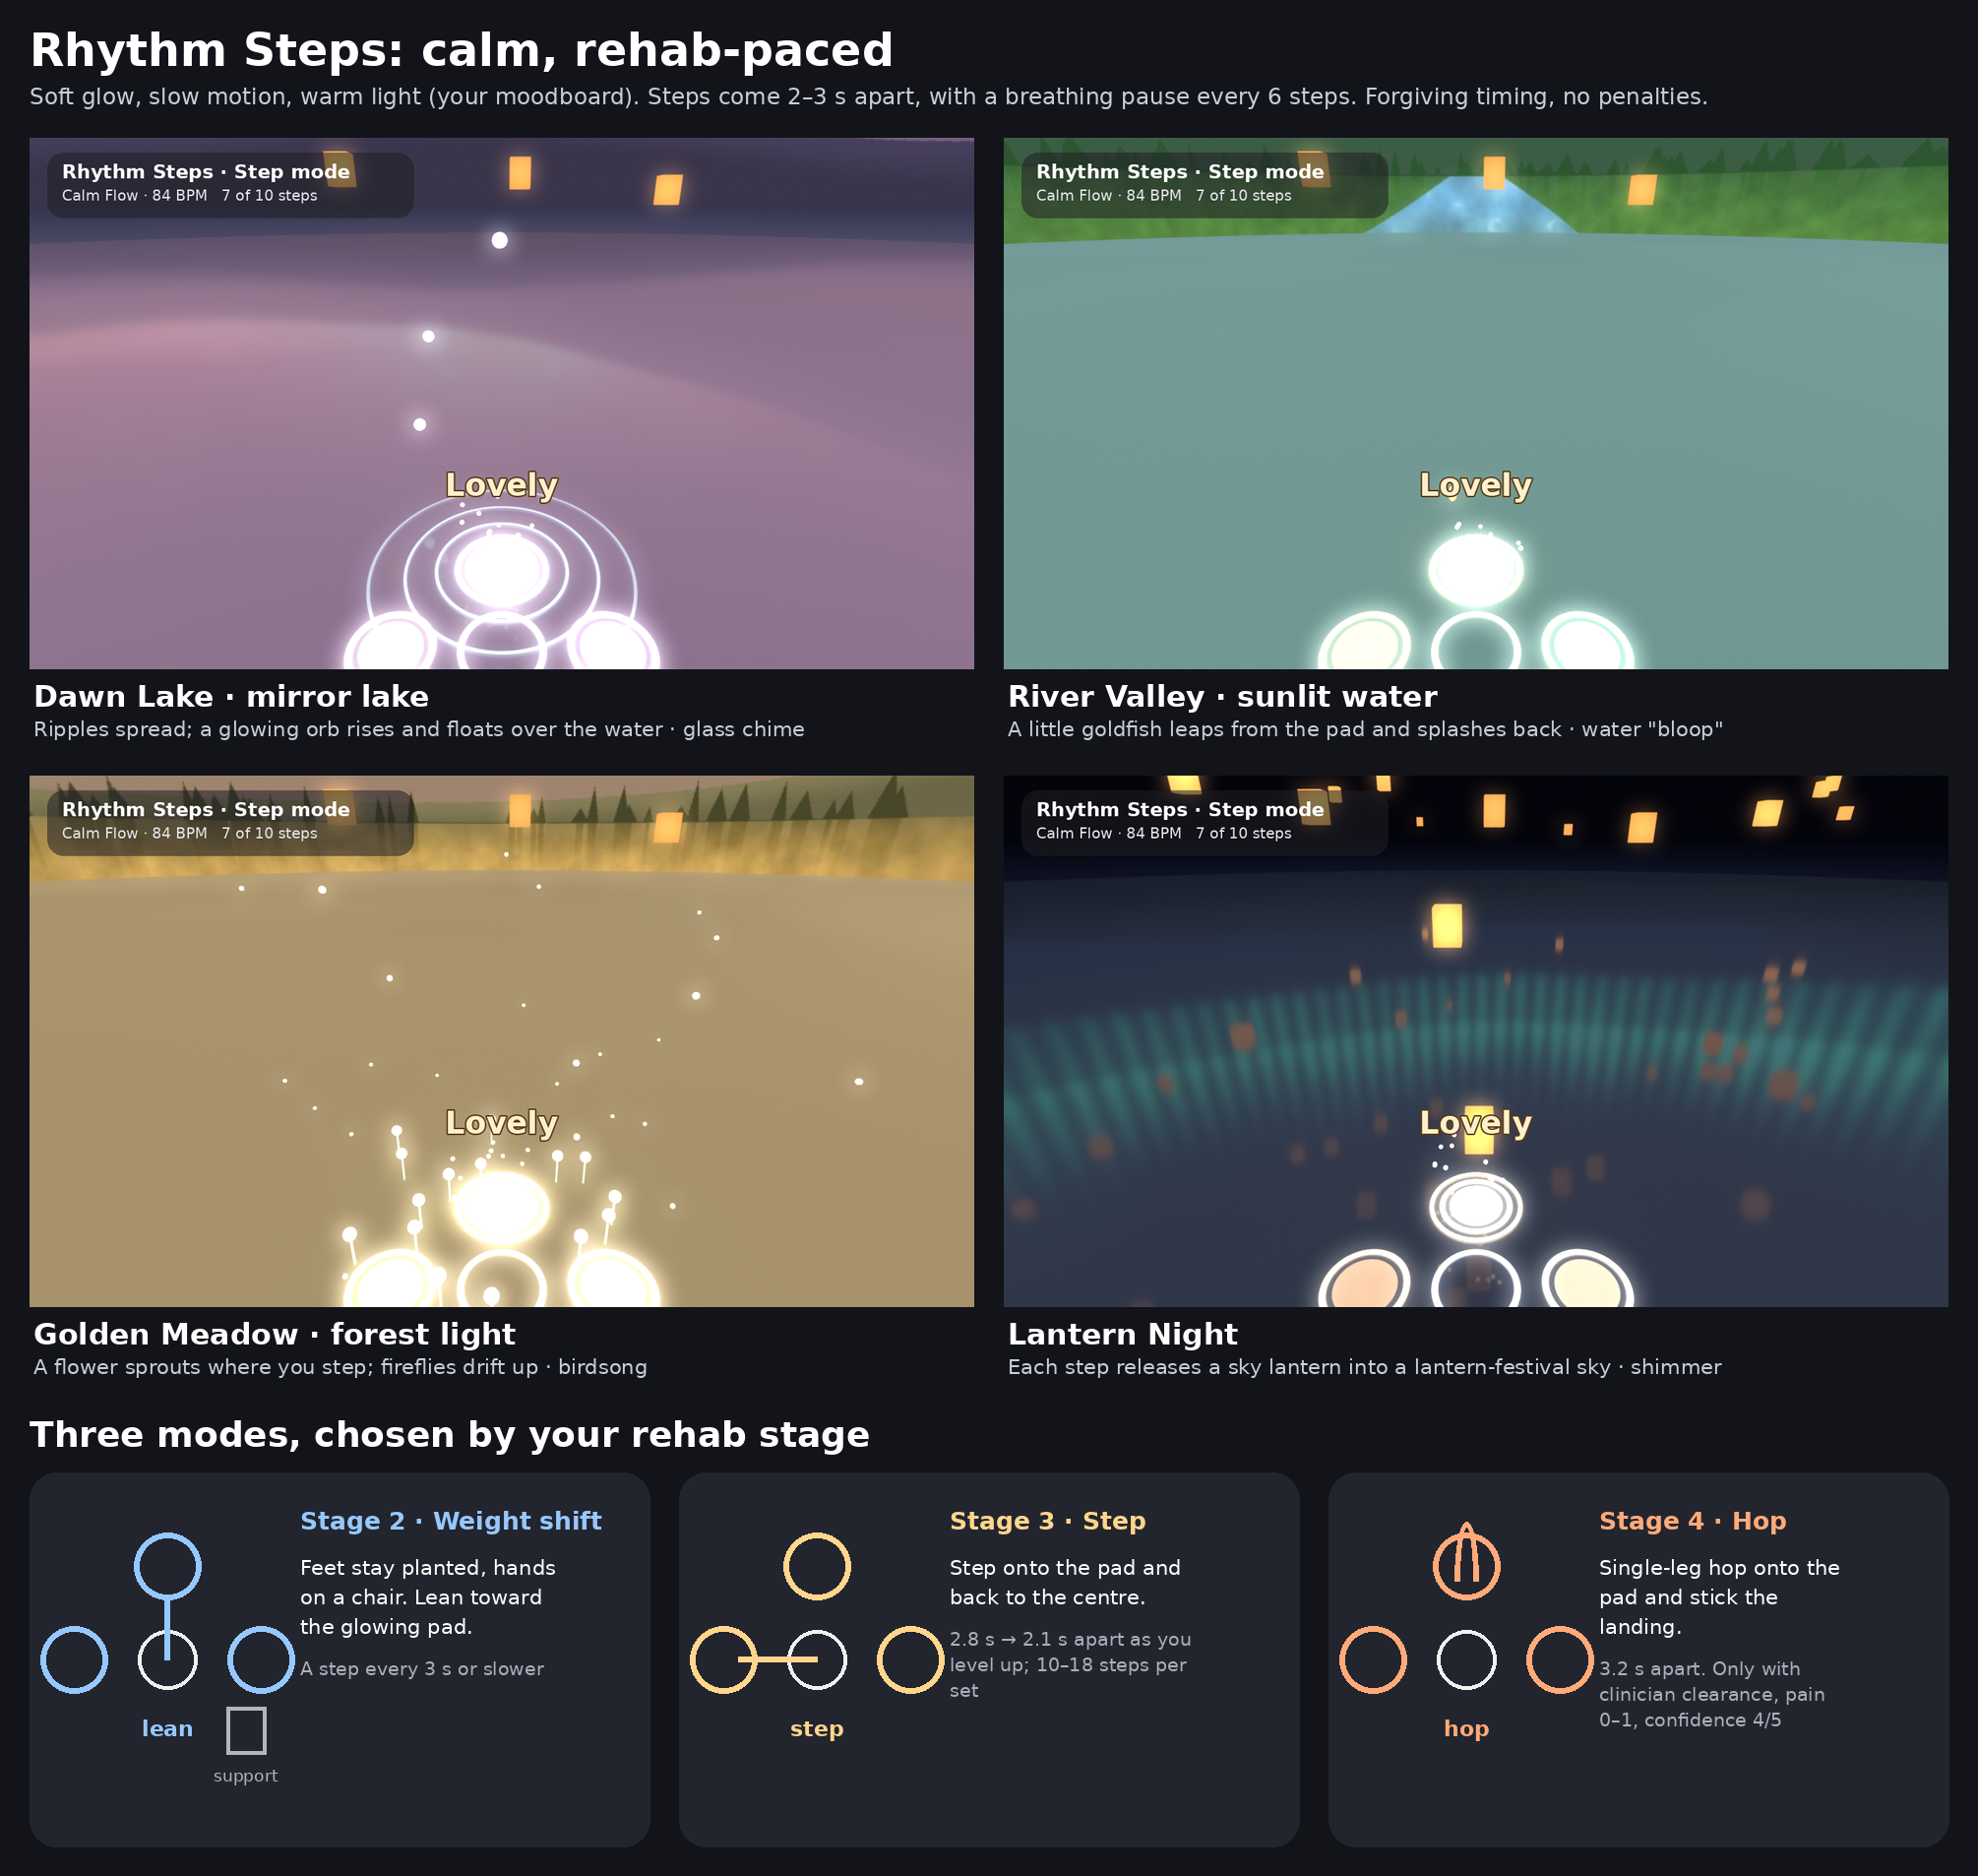 Rhythm Steps: calm, rehab-paced
Soft glow, slow motion, warm light (your moodboard). Steps come 2–3 s apart, with a breathing pause every 6 steps. Forgiving timing, no penalties.
Rhythm Steps · Step mode
Calm Flow · 84 BPM   7 of 10 steps
Lovely
Dawn Lake · mirror lake
Ripples spread; a glowing orb rises and floats over the water · glass chime
Rhythm Steps · Step mode
Calm Flow · 84 BPM   7 of 10 steps
Lovely
River Valley · sunlit water
A little goldfish leaps from the pad and splashes back · water "bloop"
Rhythm Steps · Step mode
Calm Flow · 84 BPM   7 of 10 steps
Lovely
Golden Meadow · forest light
A flower sprouts where you step; fireflies drift up · birdsong
Rhythm Steps · Step mode
Calm Flow · 84 BPM   7 of 10 steps
Lovely
Lantern Night
Each step releases a sky lantern into a lantern-festival sky · shimmer
Three modes, chosen by your rehab stage
Stage 2 · Weight shift
Feet stay planted, hands
on a chair. Lean toward
the glowing pad.
A step every 3 s or slower
lean
support
Stage 3 · Step
Step onto the pad and
back to the centre.
2.8 s → 2.1 s apart as you
level up; 10–18 steps per
set
step
Stage 4 · Hop
Single-leg hop onto the
pad and stick the
landing.
3.2 s apart. Only with
clinician clearance, pain
0–1, confidence 4/5
hop